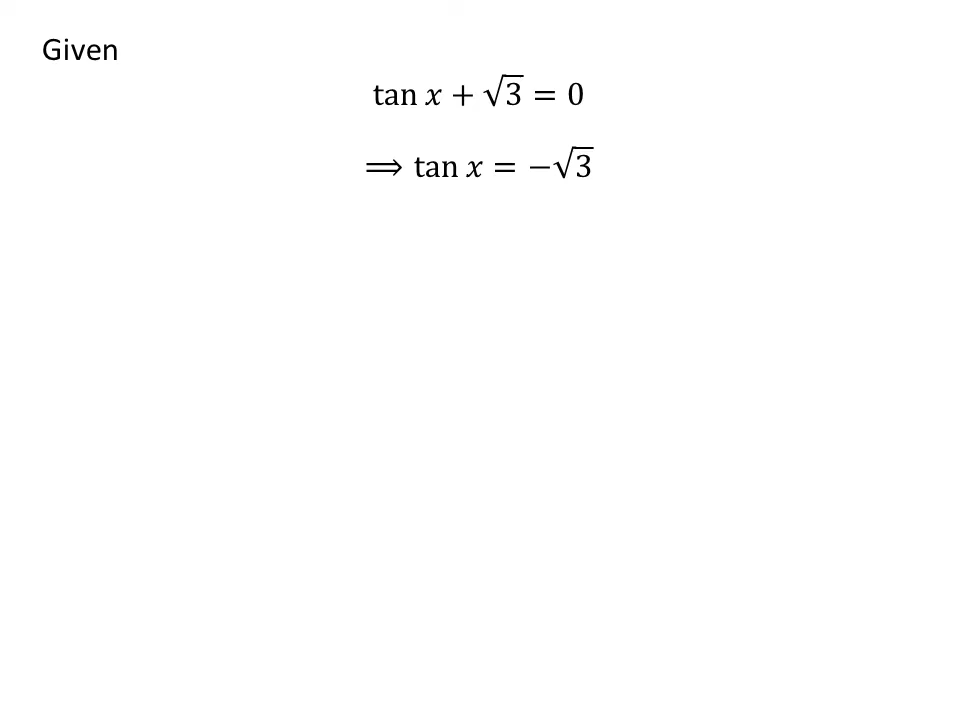 Given
tan 𝑥 + √3 = 0
⟹ tan 𝑥 = −√3